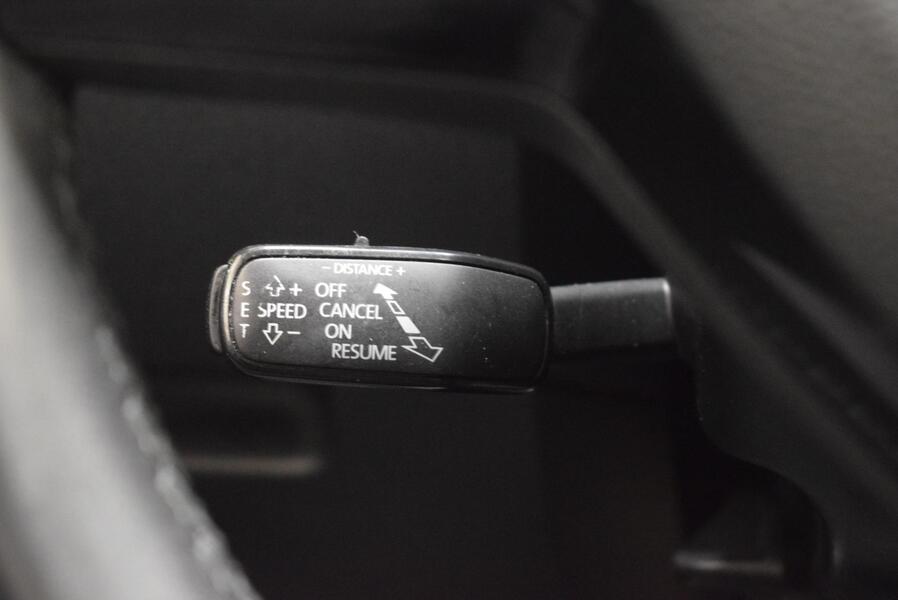 - DISTANCE +
S + OFF
E SPEED CANCEL
T - ON
RESUME